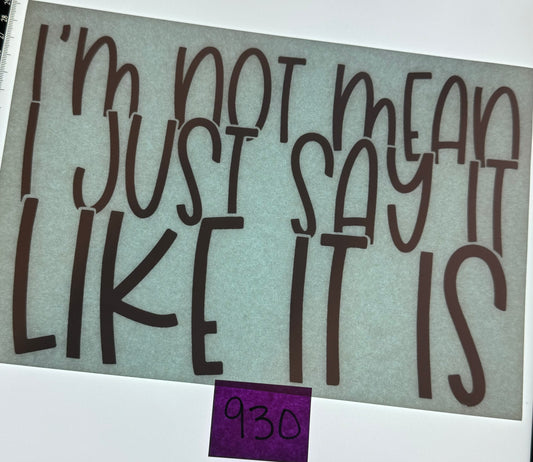 I'm NOT MEAN
I JUST SAY IT
LIKE IT IS
930